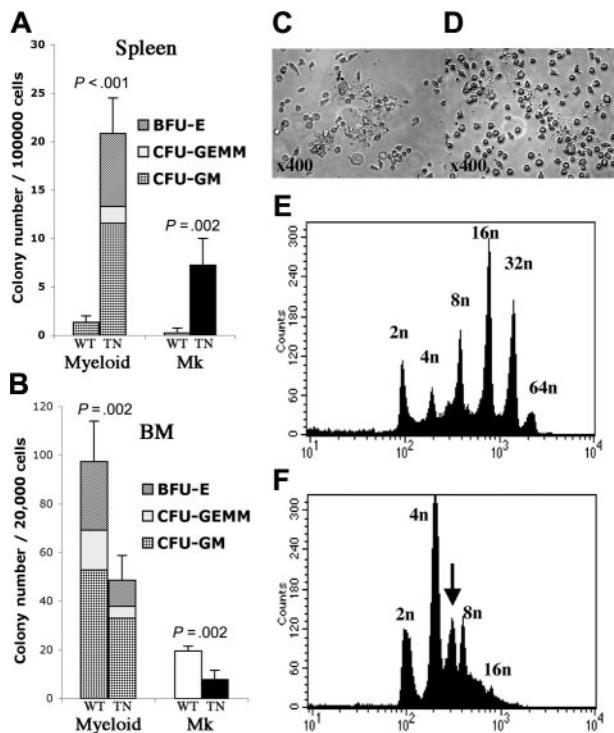 A
Spleen
Colony number / 100000 cells
30
25
20
15
10
5
0
P < .001
BFU-E
CFU-GEMM
CFU-GM
P = .002
WT TN WT TN
Myeloid Mk
B
BM
Colony number / 20,000 cells
120
100
80
60
40
20
0
P = .002
BFU-E
CFU-GEMM
CFU-GM
P = .002
WT TN WT TN
Myeloid Mk
C D
x400 x400
E
Counts
300
240
180
120
60
0
2n
4n
8n
16n
32n
64n
10¹ 10² 10³ 10⁴
F
Counts
300
240
180
120
60
0
2n
4n
8n
16n
10¹ 10² 10³ 10⁴